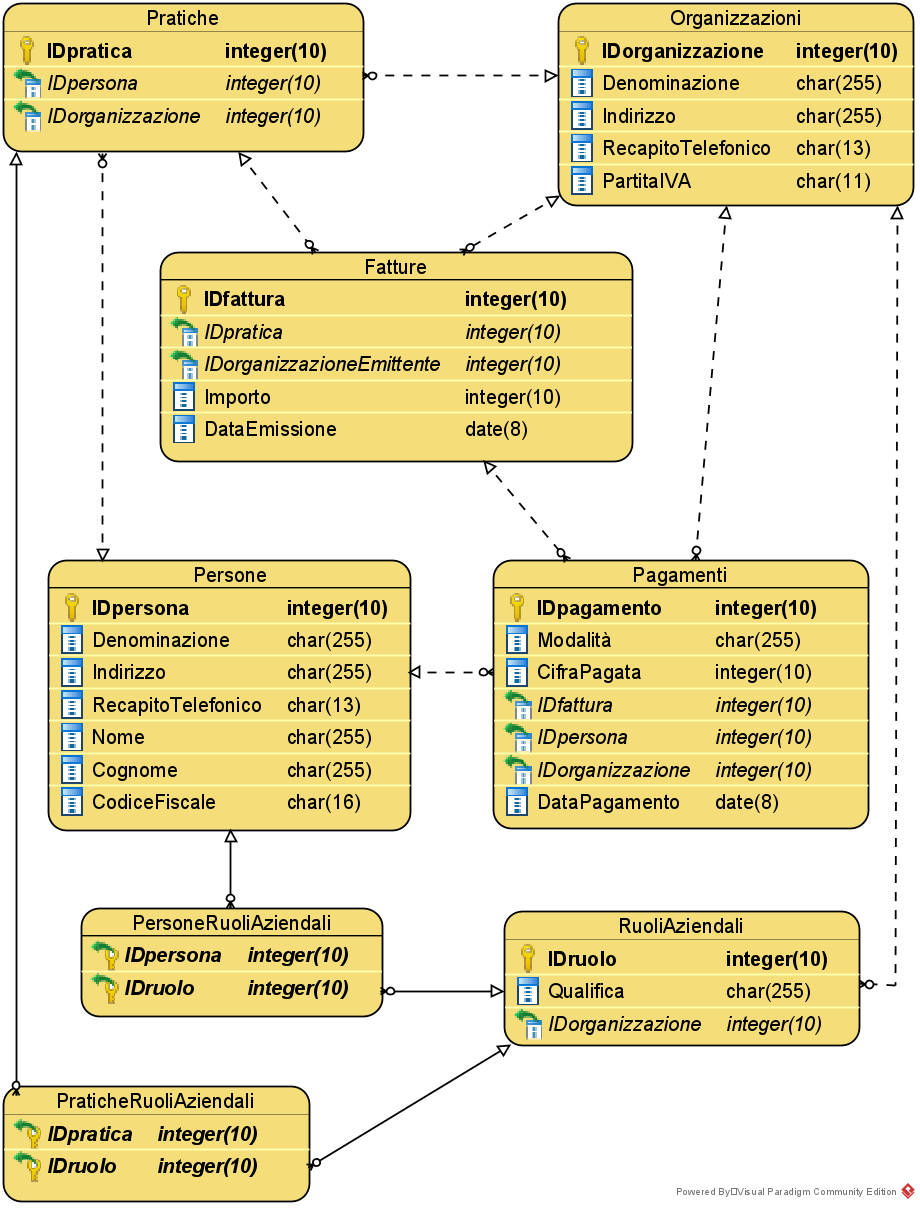 Pratiche
IDpratica integer(10)
IDpersona integer(10)
IDorganizzazione integer(10)
Organizzazioni
IDorganizzazione integer(10)
Denominazione char(255)
Indirizzo char(255)
RecapitoTelefonico char(13)
PartitaIVA char(11)
Fatture
IDfattura integer(10)
IDpratica integer(10)
IDorganizzazioneEmittente integer(10)
Importo integer(10)
DataEmissione date(8)
Persone
IDpersona integer(10)
Denominazione char(255)
Indirizzo char(255)
RecapitoTelefonico char(13)
Nome char(255)
Cognome char(255)
CodiceFiscale char(16)
Pagamenti
IDpagamento integer(10)
Modalità char(255)
CifraPagata integer(10)
IDfattura integer(10)
IDpersona integer(10)
IDorganizzazione integer(10)
DataPagamento date(8)
PersoneRuoliAziendali
IDpersona integer(10)
IDruolo integer(10)
RuoliAziendali
IDruolo integer(10)
Qualifica char(255)
IDorganizzazione integer(10)
PraticheRuoliAziendali
IDpratica integer(10)
IDruolo integer(10)
Powered By Visual Paradigm Community Edition